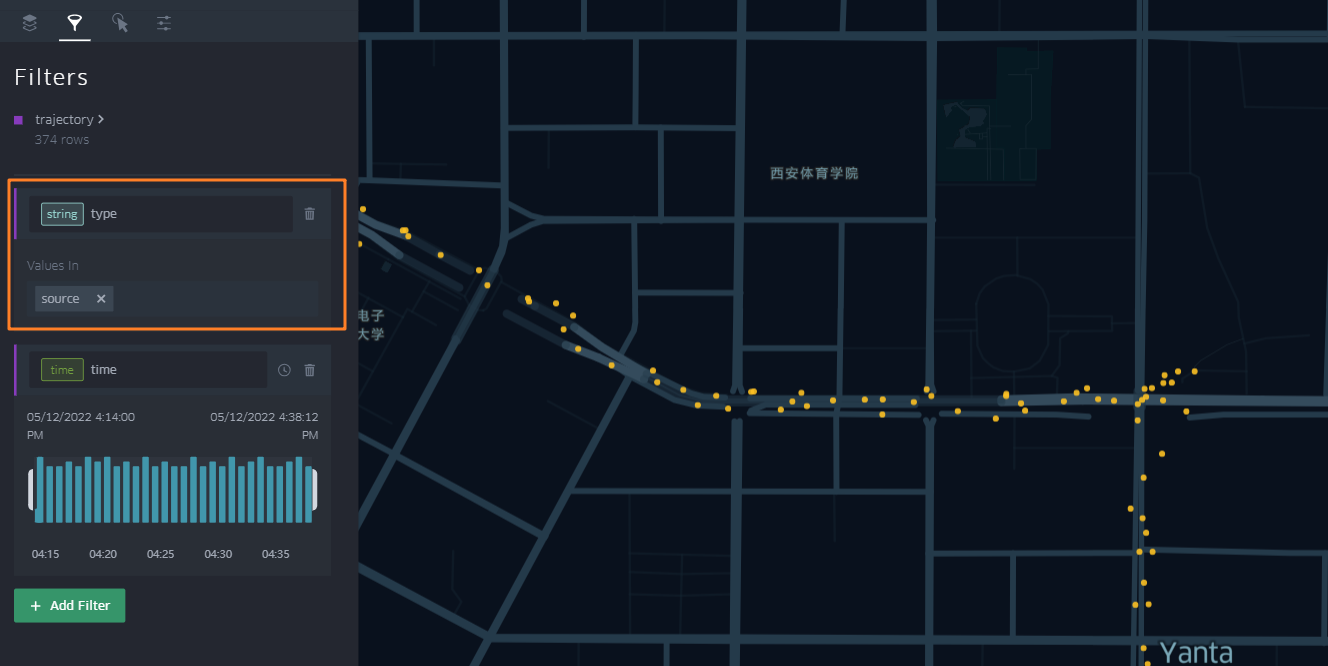 Filters
trajectory
374 rows
string type
Values In
source
time time
05/12/2022 4:14:00 PM
05/12/2022 4:38:12 PM
04:15 04:20 04:25 04:30 04:35
+ Add Filter
西安体育学院
电子
大学
Yanta